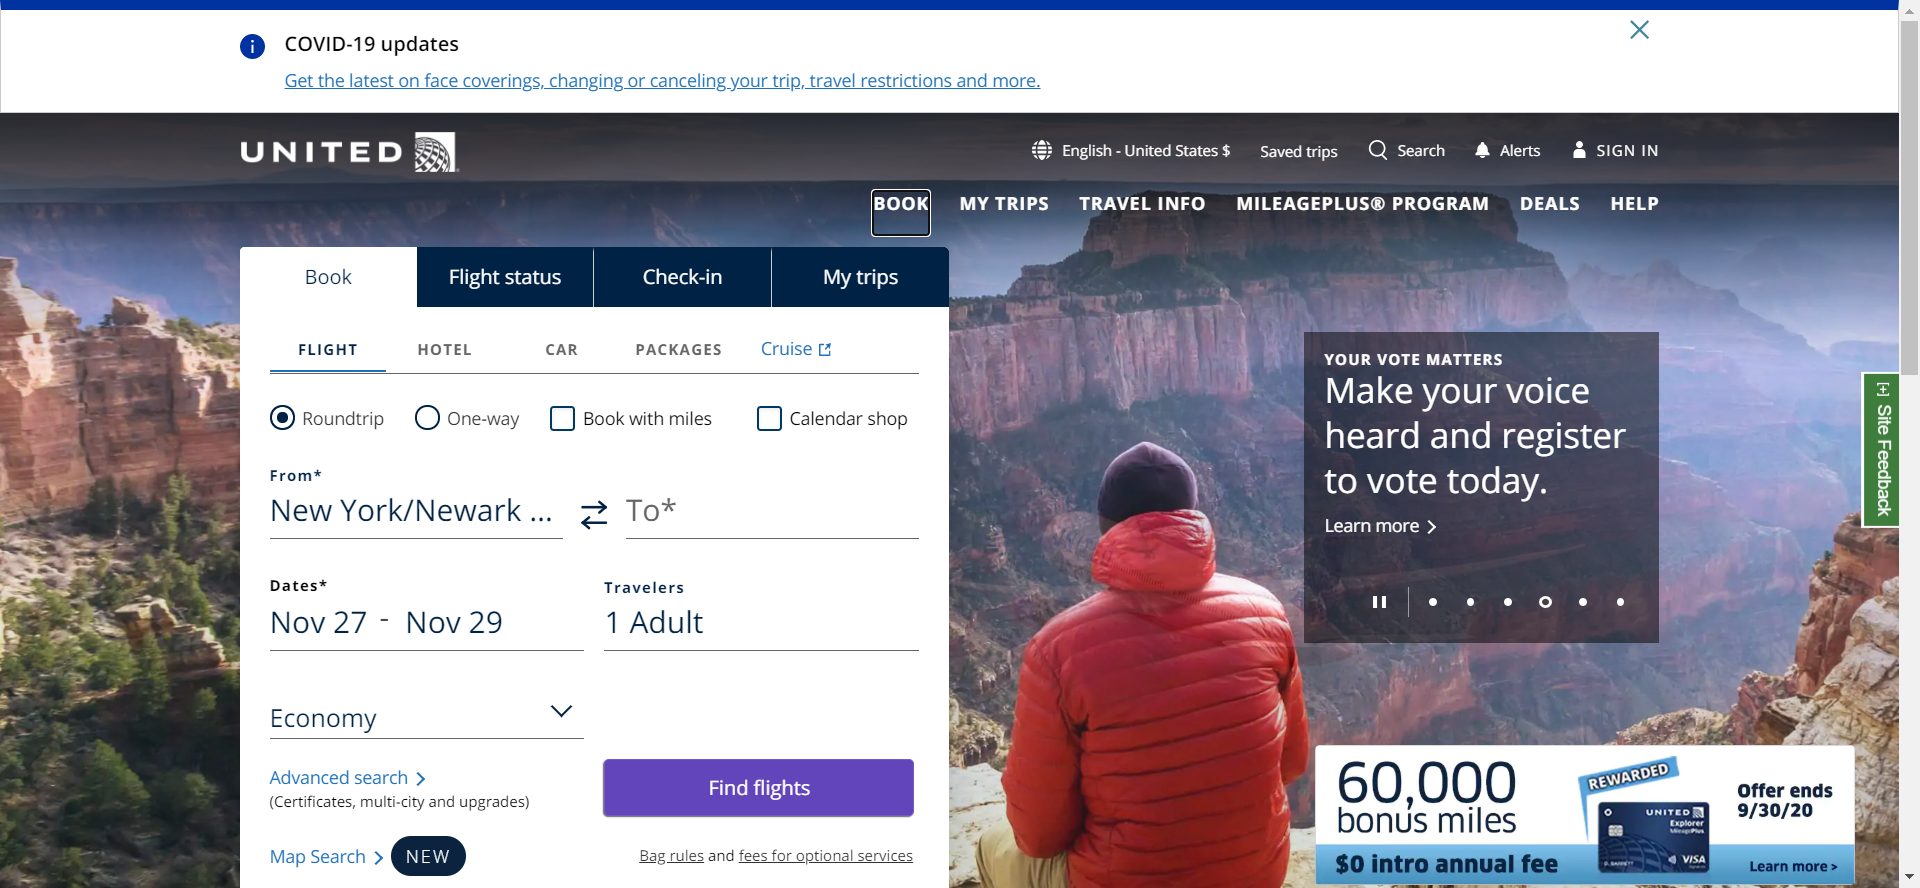 COVID-19 updates
Get the latest on face coverings, changing or canceling your trip, travel restrictions and more.
UNITED
English - United States $
Saved trips
Search
Alerts
SIGN IN
BOOK
MY TRIPS
TRAVEL INFO
MILEAGEPLUS® PROGRAM
DEALS
HELP
Book
Flight status
Check-in
My trips
FLIGHT
HOTEL
CAR
PACKAGES
Cruise
Roundtrip
One-way
Book with miles
Calendar shop
From*
New York/Newark ...
To*
Dates*
Nov 27 - Nov 29
Travelers
1 Adult
Economy
Advanced search
(Certificates, multi-city and upgrades)
Find flights
Map Search
NEW
Bag rules and fees for optional services
YOUR VOTE MATTERS
Make your voice
heard and register
to vote today.
Learn more
[+] Site Feedback
60,000
bonus miles
$0 intro annual fee
REWARDED
UNITED
Explorer
MileagePlus
VISA
Offer ends
9/30/20
Learn more >